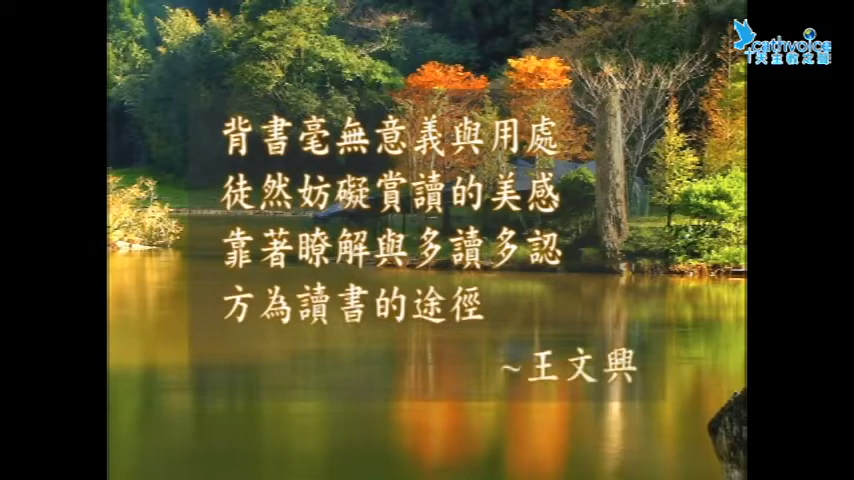 cathvoice
天主教之聲
背書毫無意義與用處
徒然妨礙賞讀的美感
靠著瞭解與多讀多認
方為讀書的途徑
~王文興